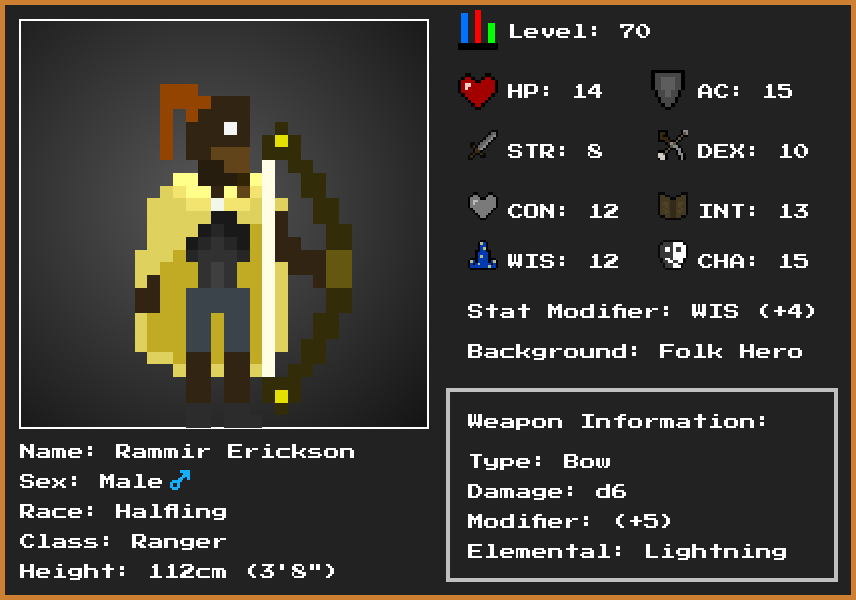 Level: 70
HP: 14
AC: 15
STR: 8
DEX: 10
CON: 12
INT: 13
WIS: 12
CHA: 15
Stat Modifier: WIS (+4)
Background: Folk Hero
Weapon Information:
Type: Bow
Damage: d6
Modifier: (+5)
Elemental: Lightning
Name: Rammir Erickson
Sex: Male♂
Race: Halfling
Class: Ranger
Height: 112cm (3'8")